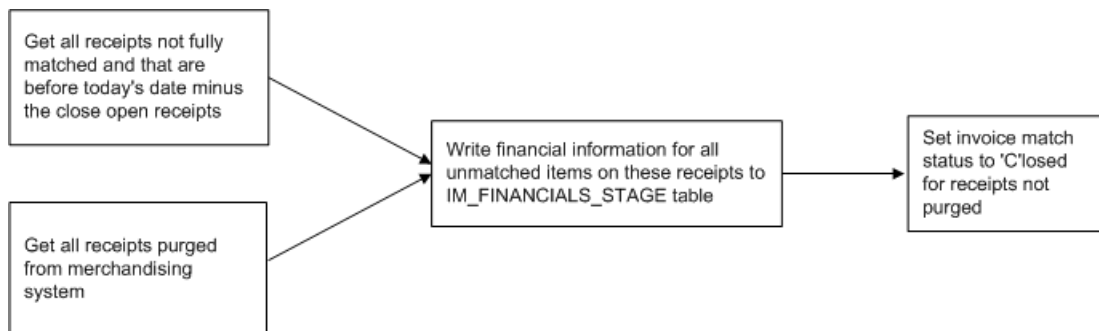 Get all receipts not fully
matched and that are
before today's date minus
the close open receipts
Get all receipts purged
from merchandising
system
Write financial information for all
unmatched items on these receipts to
IM_FINANCIALS_STAGE table
Set invoice match
status to 'C'losed
for receipts not
purged